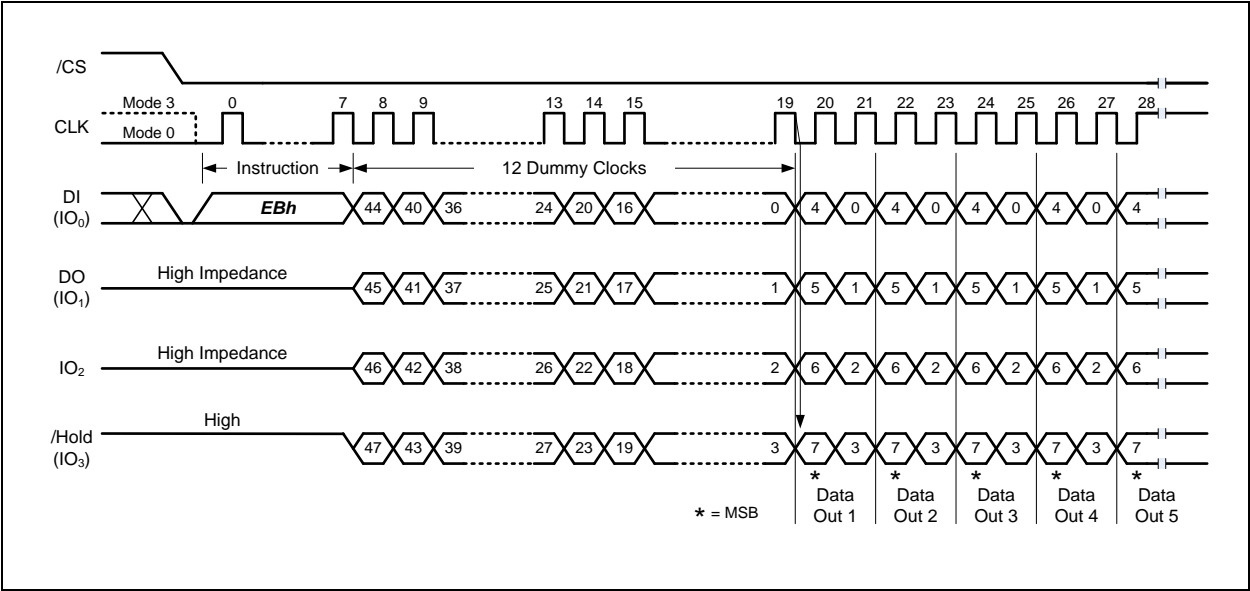 /CS
Mode 3 0 7 8 9 13 14 15 19 20 21 22 23 24 25 26 27 28
CLK
Mode 0
Instruction 12 Dummy Clocks
DI
(IO0) EBh 44 40 36 24 20 16 0 4 0 4 0 4 0 4 0 4
DO High Impedance
(IO1) 45 41 37 25 21 17 1 5 1 5 1 5 1 5 1 5
High Impedance
IO2 46 42 38 26 22 18 2 6 2 6 2 6 2 6 2 6
High
/Hold
(IO3) 47 43 39 27 23 19 3 7 3 7 3 7 3 7 3 7
* * * * *
* = MSB
Data Out 1
Data Out 2
Data Out 3
Data Out 4
Data Out 5